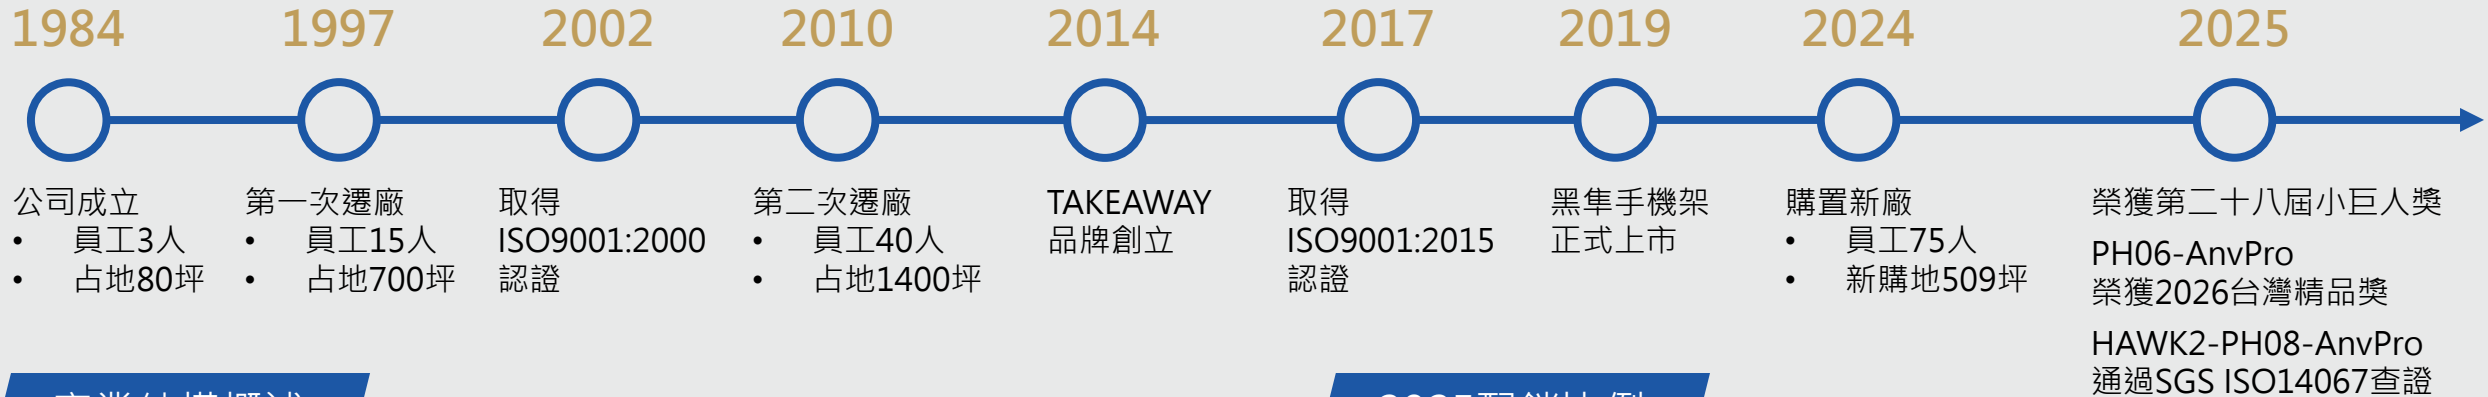 1984
公司成立
• 員工3人
• 占地80坪
1997
第一次遷廠
• 員工15人
• 占地700坪
2002
取得
ISO9001:2000
認證
2010
第二次遷廠
• 員工40人
• 占地1400坪
2014
TAKEAWAY
品牌創立
2017
取得
ISO9001:2015
認證
2019
黑隼手機架
正式上市
2024
購置新廠
• 員工75人
• 新購地509坪
2025
榮獲第二十八屆小巨人獎
PH06-AnvPro
榮獲2026台灣精品獎
HAWK2-PH08-AnvPro
通過SGS ISO14067查證